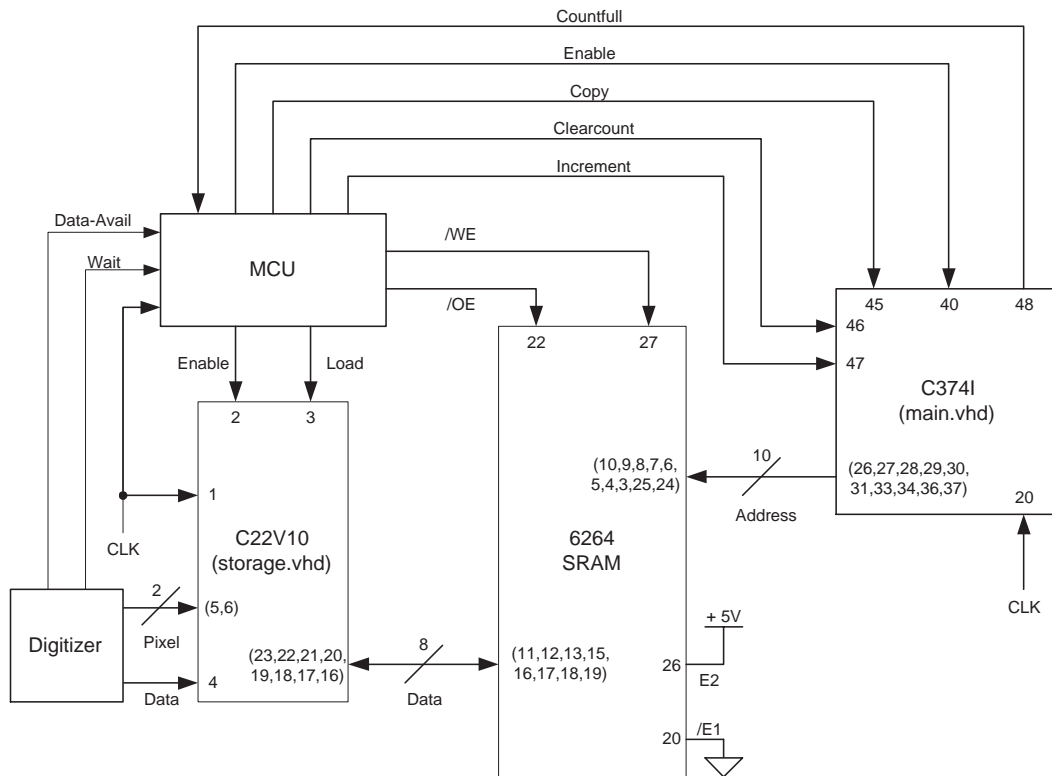 Countfull
Enable
Copy
Clearcount
Increment
Data-Avail
Wait
MCU
/WE
/OE
45
40
48
46
47
C374I
(main.vhd)
(26,27,28,29,30,
31,33,34,36,37)
20
CLK
Enable
Load
22
27
2
3
(10,9,8,7,6,
5,4,3,25,24)
10
Address
1
CLK
C22V10
(storage.vhd)
6264
SRAM
Digitizer
2
Pixel
(5,6)
Data
4
(23,22,21,20,
19,18,17,16)
8
Data
(11,12,13,15,
16,17,18,19)
+ 5V
26
E2
/E1
20